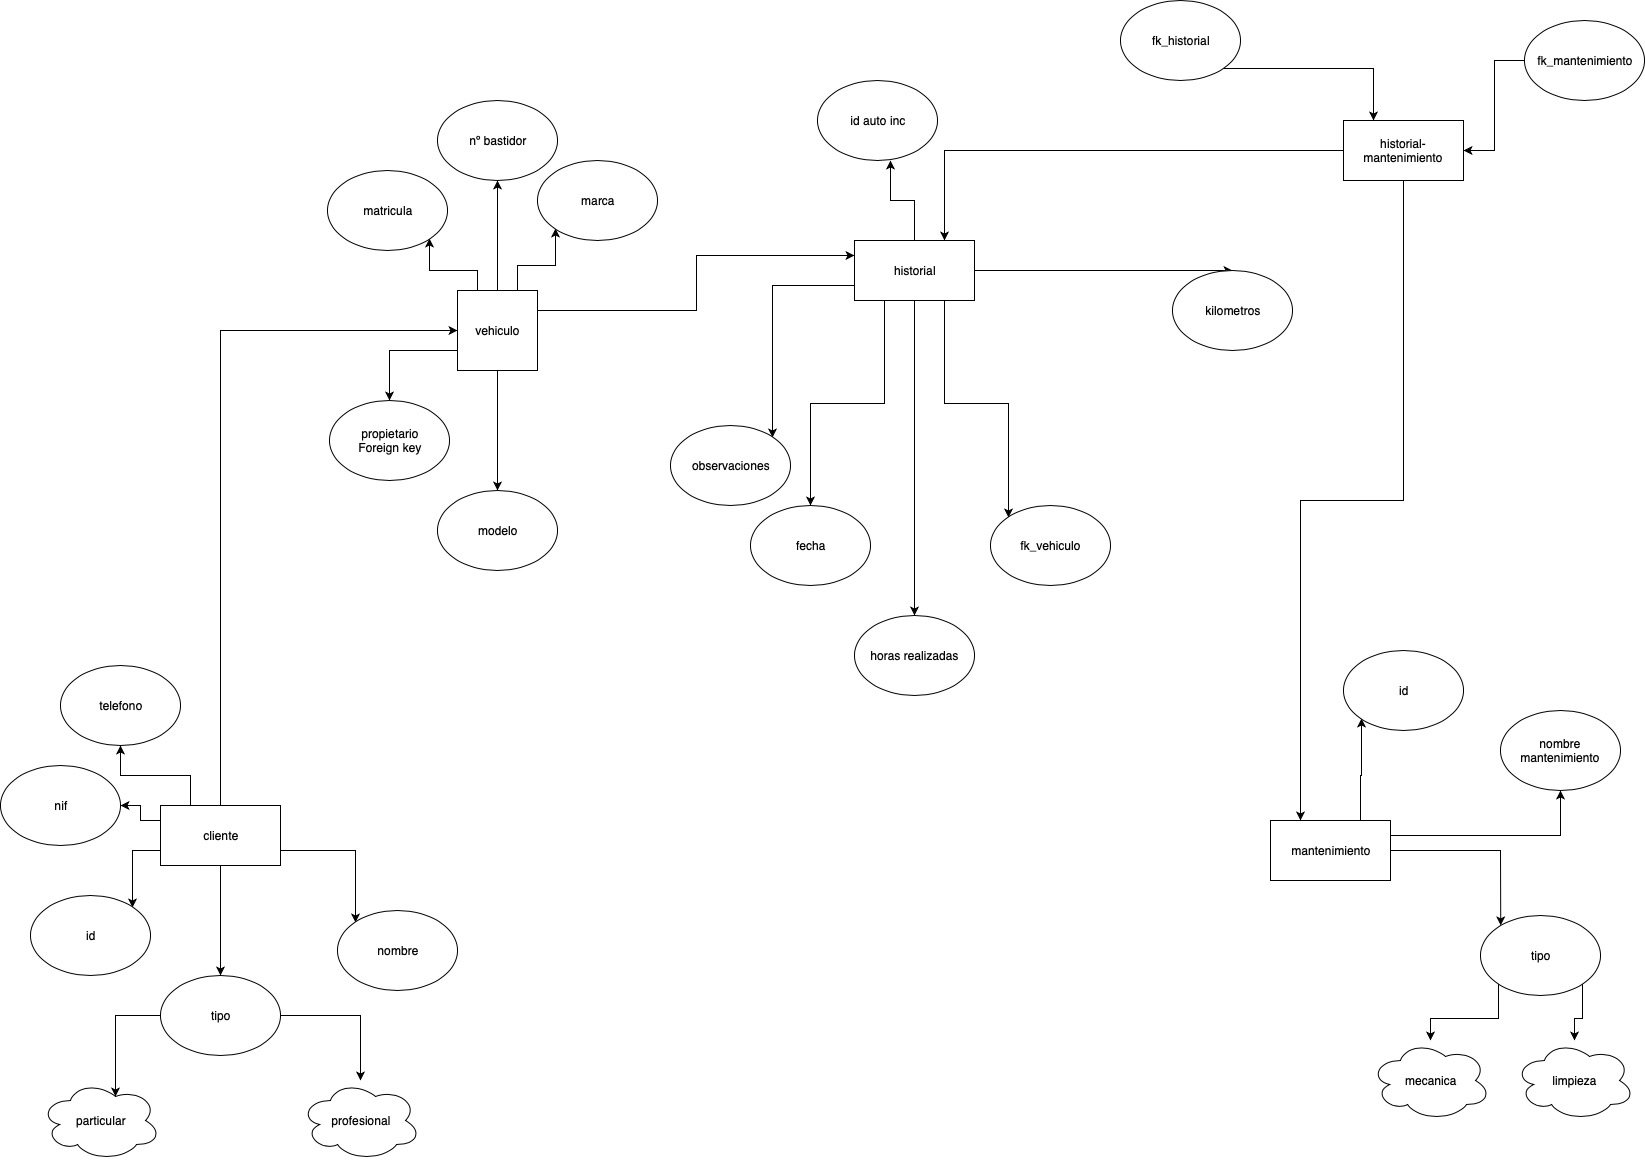 fk_historial
fk_mantenimiento
id auto inc
nº bastidor
historial-
mantenimiento
marca
matricula
historial
kilometros
vehiculo
propietario
Foreign key
observaciones
modelo
fecha
fk_vehiculo
horas realizadas
id
telefono
nombre
mantenimiento
nif
cliente
mantenimiento
id
nombre
tipo
tipo
mecanica
limpieza
particular
profesional